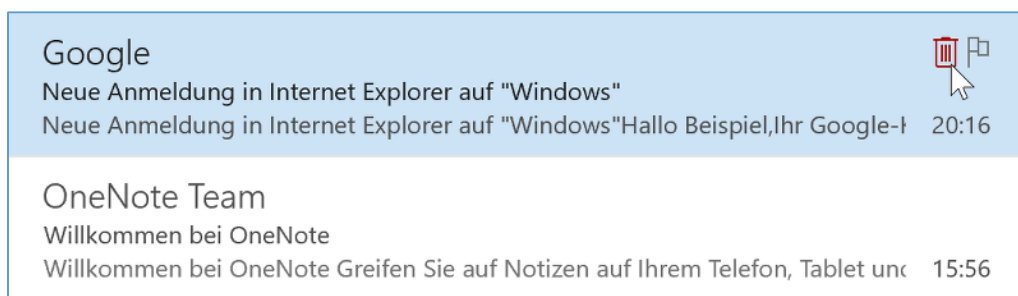 Google
Neue Anmeldung in Internet Explorer auf "Windows"
Neue Anmeldung in Internet Explorer auf "Windows"Hallo Beispiel,Ihr Google- 20:16
OneNote Team
Willkommen bei OneNote
Willkommen bei OneNote Greifen Sie auf Notizen auf Ihrem Telefon, Tablet 15:56